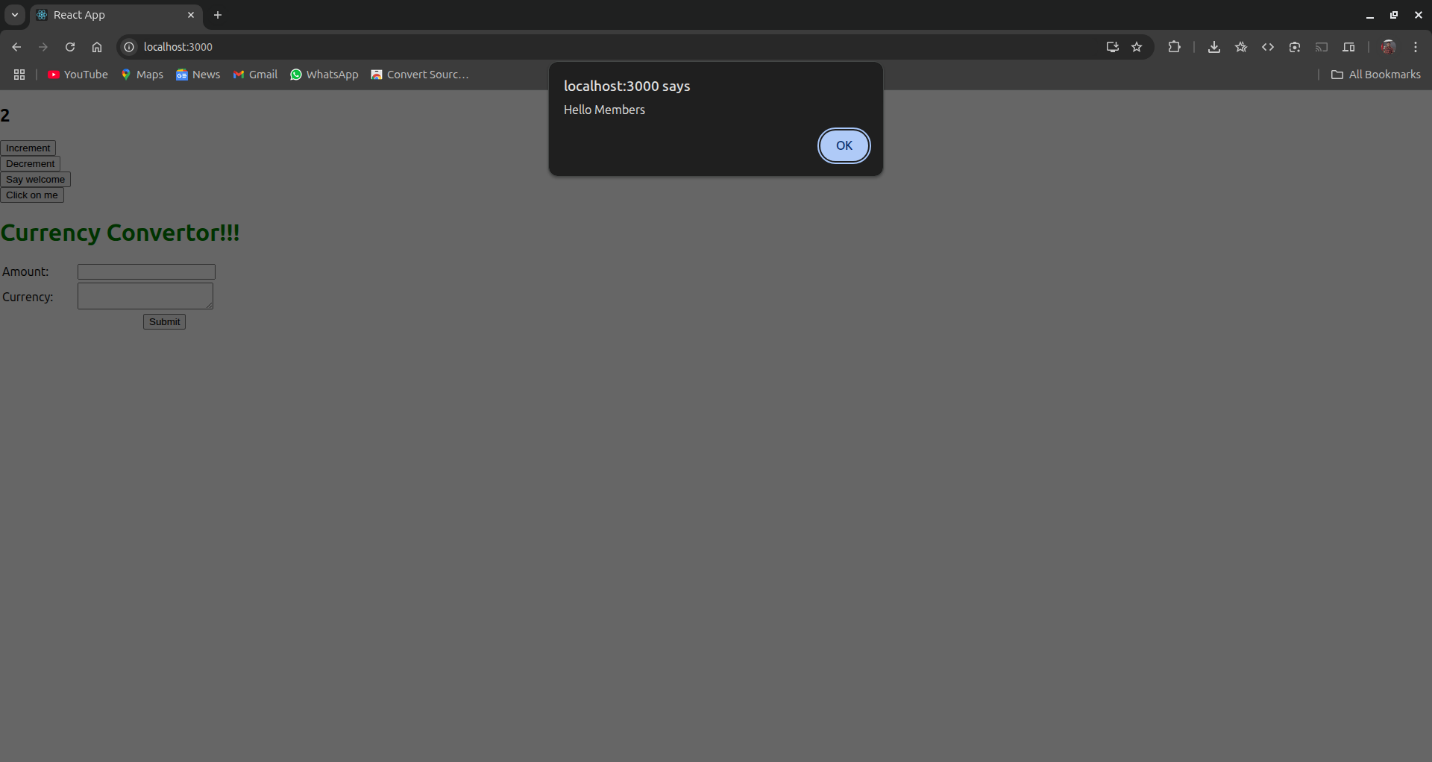 React App
localhost:3000
YouTube Maps News Gmail WhatsApp Convert Sourc… All Bookmarks
localhost:3000 says
Hello Members
OK
2
Increment
Decrement
Say welcome
Click on me
Currency Convertor!!!
Amount:
Currency:
Submit